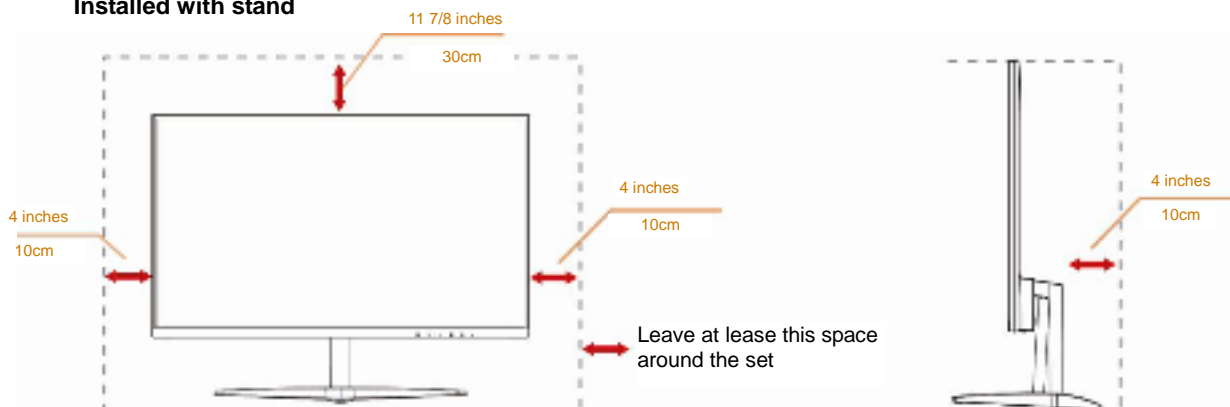 Installed with stand
11 7/8 inches
30cm
4 inches
10cm
4 inches
10cm
4 inches
10cm
Leave at lease this space
around the set